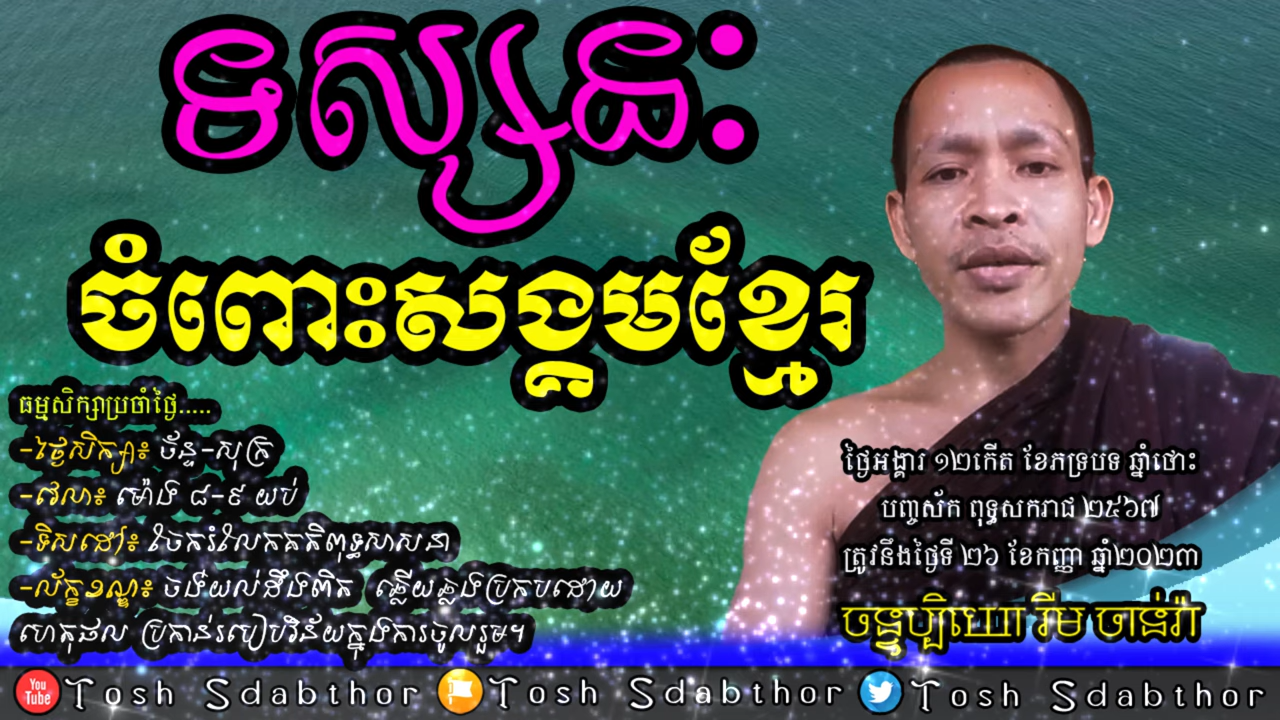 ទស្សនៈ
ចំពោះសង្គមខ្មែរ
ធម្មសិក្សាប្រចាំថ្ងៃ.....
-ថ្ងៃសិក្សា៖ ច័ន្ទ-សុក្រ
-វេលា៖ ម៉ោង ៨-៩ យប់
-ទិសដៅ៖ ចែករំលែកគតិពុទ្ធសាសនា
-ល័ក្ខខណ្ឌ៖ ចង់យល់ដឹងពិត ឆ្លើយឆ្លងប្រកបដោយ
ហេតុផល ប្រកាន់របៀបវិន័យក្នុងការចូលរួម។
ថ្ងៃអង្គារ ១២កើត ខែភទ្របទ ឆ្នាំថោះ
បញ្ចស័ក ពុទ្ធសករាជ ២៥៦៧
ត្រូវនឹងថ្ងៃទី ២៦ ខែកញ្ញា ឆ្នាំ២០២៣
ចន្ទប្បិយោ រីម ចាន់រ៉ា
You Tube Tosh Sdabthor Tosh Sdabthor Tosh Sdabthor